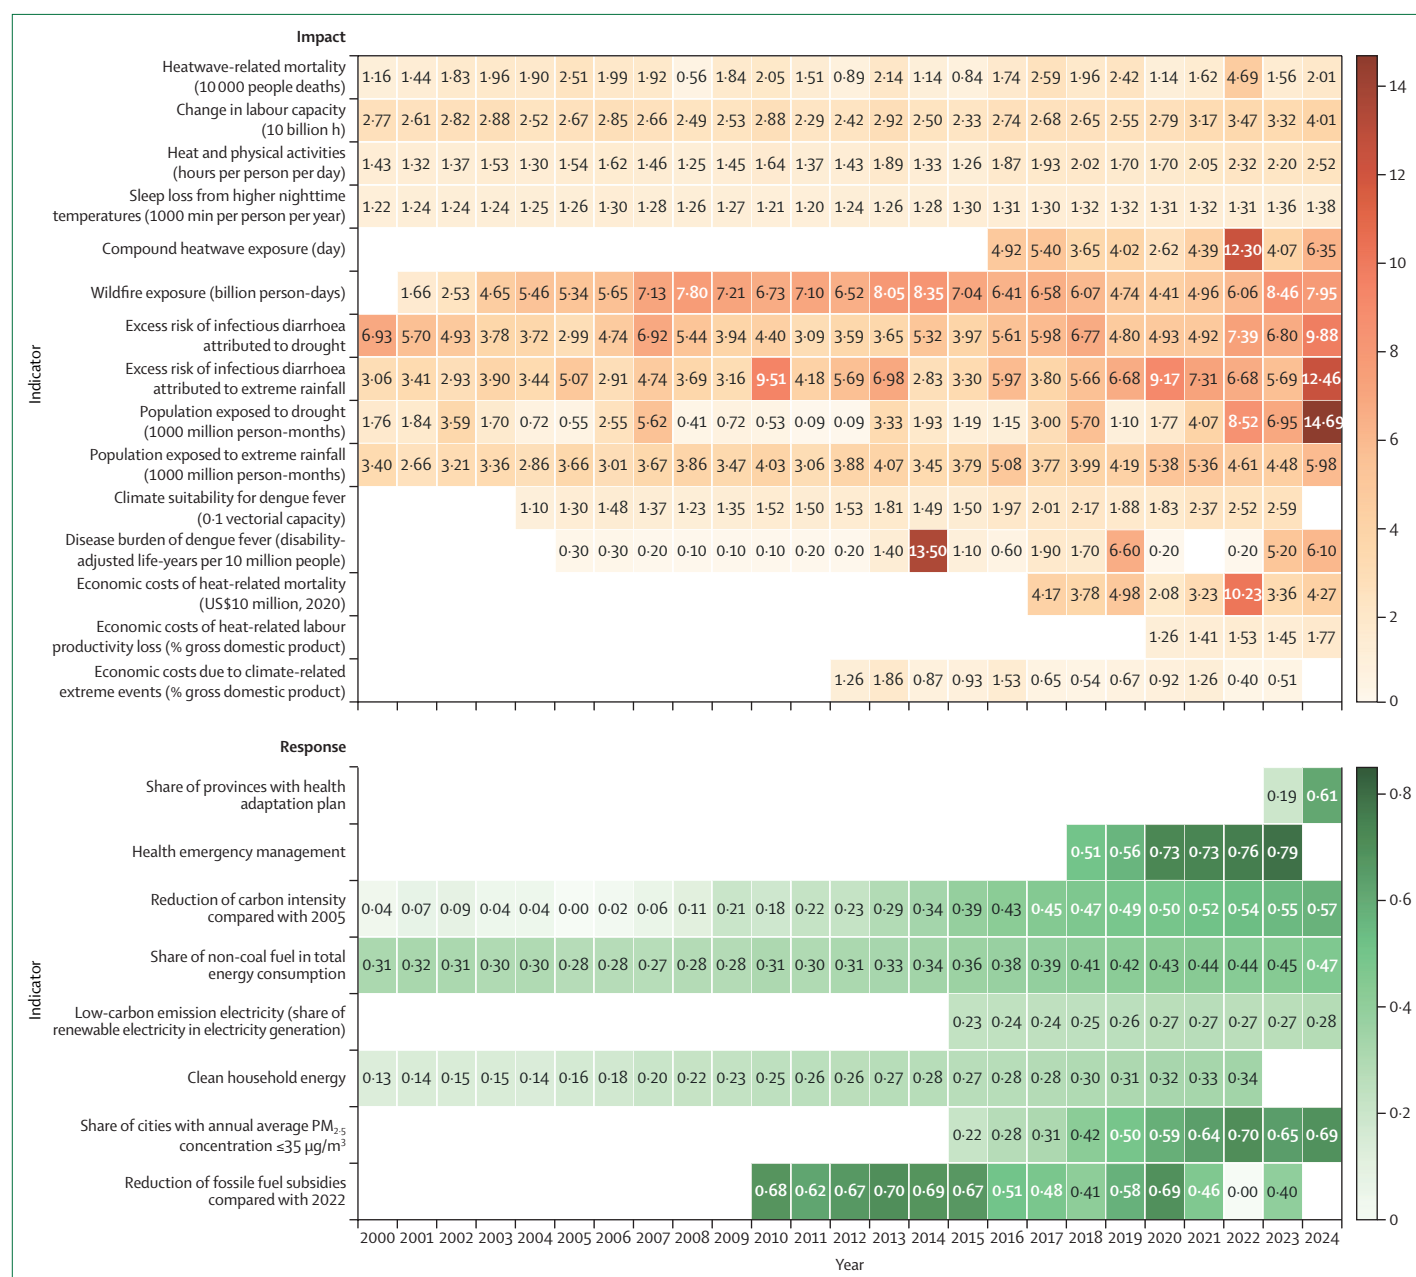 Impact
Indicator
Heatwave-related mortality
(10 000 people deaths)
1·16 1·44 1·83 1·96 1·90 2·51 1·99 1·92 0·56 1·84 2·05 1·51 0·89 2·14 1·14 0·84 1·74 2·59 1·96 2·42 1·14 1·62 4·69 1·56 2·01
Change in labour capacity
(10 billion h)
2·77 2·61 2·82 2·88 2·52 2·67 2·85 2·66 2·49 2·53 2·88 2·29 2·42 2·92 2·50 2·33 2·74 2·68 2·65 2·55 2·79 3·17 3·47 3·32 4·01
Heat and physical activities
(hours per person per day)
1·43 1·32 1·37 1·53 1·30 1·54 1·62 1·46 1·25 1·45 1·64 1·37 1·43 1·89 1·33 1·26 1·87 1·93 2·02 1·70 1·70 2·05 2·32 2·20 2·52
Sleep loss from higher nighttime
temperatures (1000 min per person per year)
1·22 1·24 1·24 1·24 1·25 1·26 1·30 1·28 1·26 1·27 1·21 1·20 1·24 1·26 1·28 1·30 1·31 1·30 1·32 1·32 1·31 1·32 1·31 1·36 1·38
Compound heatwave exposure (day)
4·92 5·40 3·65 4·02 2·62 4·39 12·30 4·07 6·35
Wildfire exposure (billion person-days)
1·66 2·53 4·65 5·46 5·34 5·65 7·13 7·80 7·21 6·73 7·10 6·52 8·05 8·35 7·04 6·41 6·58 6·07 4·74 4·41 4·96 6·06 8·46 7·95
Excess risk of infectious diarrhoea
attributed to drought
6·93 5·70 4·93 3·78 3·72 2·99 4·74 6·92 5·44 3·94 4·40 3·09 3·59 3·65 5·32 3·97 5·61 5·98 6·77 4·80 4·93 4·92 7·39 6·80 9·88
Excess risk of infectious diarrhoea
attributed to extreme rainfall
3·06 3·41 2·93 3·90 3·44 5·07 2·91 4·74 3·69 3·16 9·51 4·18 5·69 6·98 2·83 3·30 5·97 3·80 5·66 6·68 9·17 7·31 6·68 5·69 12·46
Population exposed to drought
(1000 million person-months)
1·76 1·84 3·59 1·70 0·72 0·55 2·55 5·62 0·41 0·72 0·53 0·09 0·09 3·33 1·93 1·19 1·15 3·00 5·70 1·10 1·77 4·07 8·52 6·95 14·69
Population exposed to extreme rainfall
(1000 million person-months)
3·40 2·66 3·21 3·36 2·86 3·66 3·01 3·67 3·86 3·47 4·03 3·06 3·88 4·07 3·45 3·79 5·08 3·77 3·99 4·19 5·38 5·36 4·61 4·48 5·98
Climate suitability for dengue fever
(0·1 vectorial capacity)
1·10 1·30 1·48 1·37 1·23 1·35 1·52 1·50 1·53 1·81 1·49 1·50 1·97 2·01 2·17 1·88 1·83 2·37 2·52 2·59
Disease burden of dengue fever (disability-
adjusted life-years per 10 million people)
0·30 0·30 0·20 0·10 0·10 0·10 0·20 0·20 1·40 13·50 1·10 0·60 1·90 1·70 6·60 0·20 0·20 5·20 6·10
Economic costs of heat-related mortality
(US$10 million, 2020)
4·17 3·78 4·98 2·08 3·23 10·23 3·36 4·27
Economic costs of heat-related labour
productivity loss (% gross domestic product)
1·26 1·41 1·53 1·45 1·77
Economic costs due to climate-related
extreme events (% gross domestic product)
1·26 1·86 0·87 0·93 1·53 0·65 0·54 0·67 0·92 1·26 0·40 0·51
14
12
10
8
6
4
2
0
Response
Indicator
Share of provinces with health
adaptation plan
0·19 0·61
Health emergency management
0·51 0·56 0·73 0·73 0·76 0·79
Reduction of carbon intensity
compared with 2005
0·04 0·07 0·09 0·04 0·04 0·00 0·02 0·06 0·11 0·21 0·18 0·22 0·23 0·29 0·34 0·39 0·43 0·45 0·47 0·49 0·50 0·52 0·54 0·55 0·57
Share of non-coal fuel in total
energy consumption
0·31 0·32 0·31 0·30 0·30 0·28 0·28 0·27 0·28 0·28 0·31 0·30 0·31 0·33 0·34 0·36 0·38 0·39 0·41 0·42 0·43 0·44 0·44 0·45 0·47
Low-carbon emission electricity (share of
renewable electricity in electricity generation)
0·23 0·24 0·24 0·25 0·26 0·27 0·27 0·27 0·27 0·28
Clean household energy
0·13 0·14 0·15 0·15 0·14 0·16 0·18 0·20 0·22 0·23 0·25 0·26 0·26 0·27 0·28 0·27 0·28 0·28 0·30 0·31 0·32 0·33 0·34
Share of cities with annual average PM2·5
concentration ≤35 μg/m³
0·22 0·28 0·31 0·42 0·50 0·59 0·64 0·70 0·65 0·69
Reduction of fossile fuel subsidies
compared with 2022
0·68 0·62 0·67 0·70 0·69 0·67 0·51 0·48 0·41 0·58 0·69 0·46 0·00 0·40
0·8
0·6
0·4
0·2
0
2000 2001 2002 2003 2004 2005 2006 2007 2008 2009 2010 2011 2012 2013 2014 2015 2016 2017 2018 2019 2020 2021 2022 2023 2024
Year